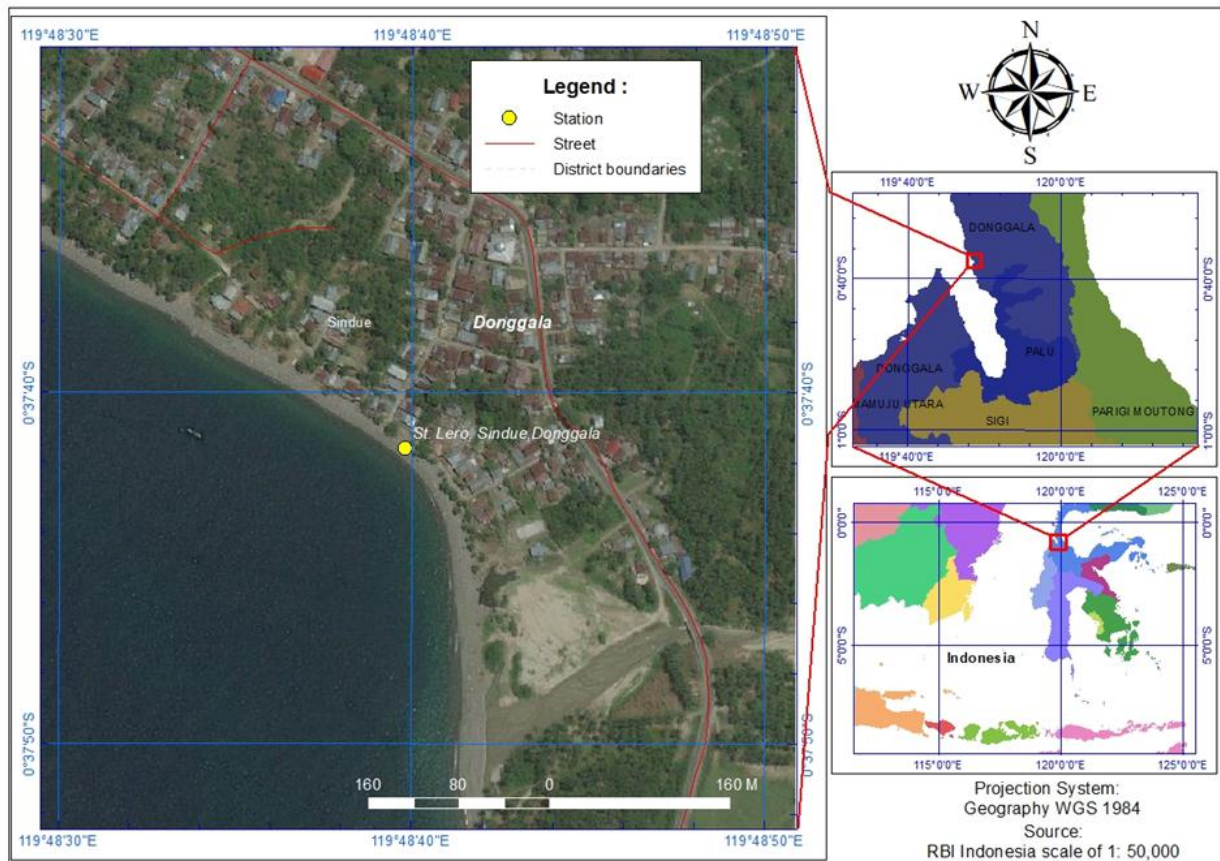 119°48'30"E
119°48'40"E
119°48'50"E
0°37'40"S
0°37'50"S
Legend :
Station
Street
District boundaries
Sindue
Donggala
St. Lero, Sindue,Donggala
0°37'40"S
0°37'50"S
160 80 0 160 M
119°48'30"E
119°48'40"E
119°48'50"E
N
W
E
S
119°40'0"E
120°0'0"E
DONGGALA
0°40'0"S
0°40'0"S
PALU
DONGGALA
MAMUJU UTARA
SIGI
PARIGI MOUTONG
1°0'0"S
1°0'0"S
119°40'0"E
120°0'0"E
115°0'0"E
120°0'0"E
125°0'0"E
0°0'0"
0°0'0"
5°0'0"S
5°0'0"S
Indonesia
115°0'0"E
120°0'0"E
125°0'0"E
Projection System:
Geography WGS 1984
Source:
RBI Indonesia scale of 1: 50,000